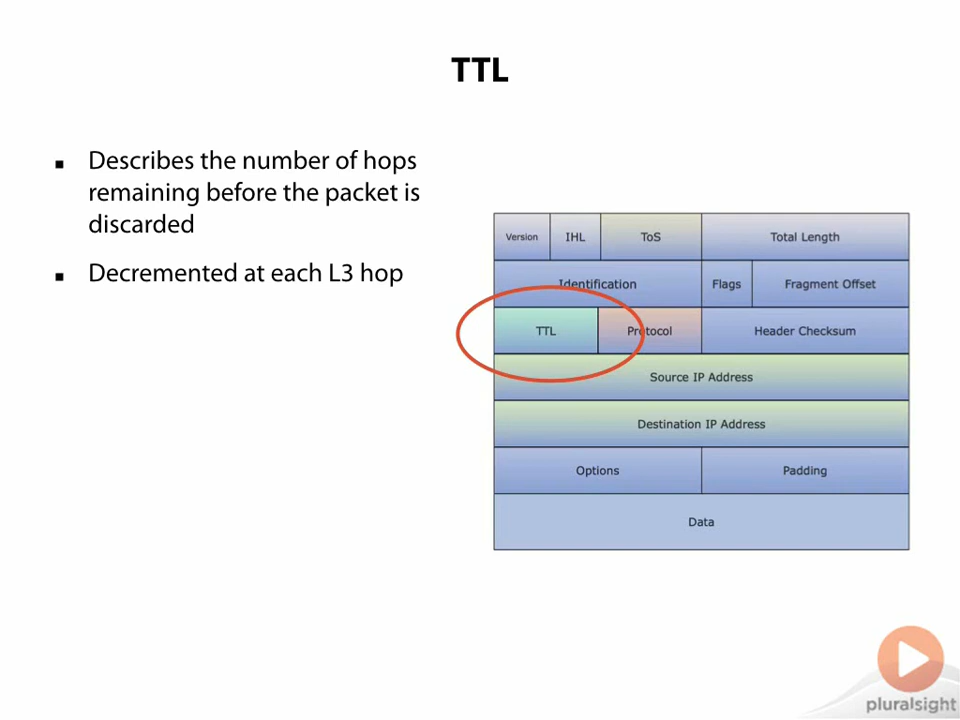 TTL
▪ Describes the number of hops
remaining before the packet is
discarded
▪ Decremented at each L3 hop
Version IHL ToS Total Length
Identification Flags Fragment Offset
TTL Protocol Header Checksum
Source IP Address
Destination IP Address
Options Padding
Data
pluralsight